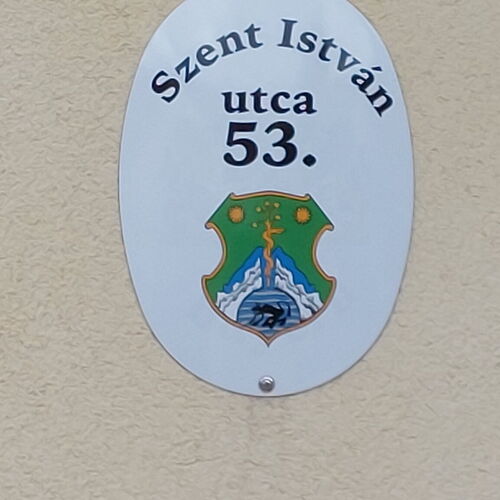 Szent István
utca
53.